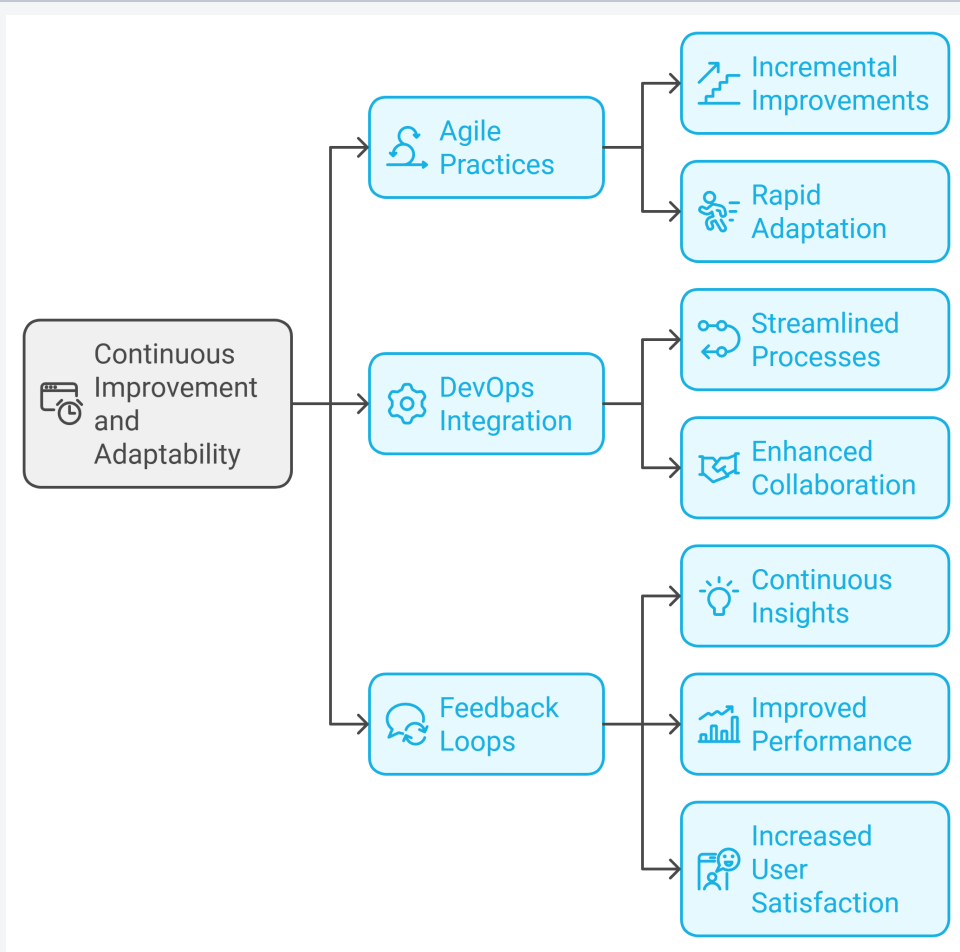 Continuous
Improvement
and
Adaptability
Agile
Practices
Incremental
Improvements
Rapid
Adaptation
DevOps
Integration
Streamlined
Processes
Enhanced
Collaboration
Feedback
Loops
Continuous
Insights
Improved
Performance
Increased
User
Satisfaction